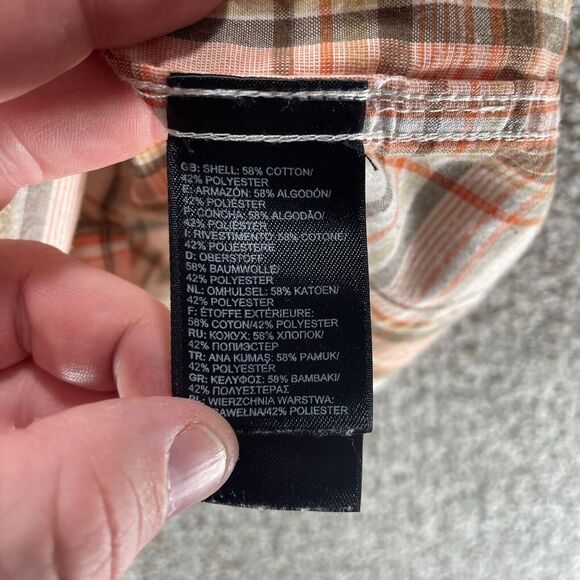 GB: SHELL: 58% COTTON/
42% POLYESTER
E: ARMAZÓN: 58% ALGODÓN/
42% POLIÉSTER
P: CONCHA: 58% ALGODÃO/
42% POLIÉSTER
I: RIVESTIMENTO 58% COTONE/
42% POLIESTERE
D: OBERSTOFF
58% BAUMWOLLE/
42% POLYESTER
NL: OMHULSEL: 58% KATOEN/
42% POLYESTER
F: ÉTOFFE EXTÉRIEURE:
58% COTON/42% POLYESTER
RU: КОЖУХ: 58% ХЛОПОК/
42% ПОЛИЭСТЕР
TR: ANA KUMAŞ: 58% PAMUK/
42% POLYESTER
GR: ΚΕΛΥΦΟΣ: 58% ΒΑΜΒΑΚΙ/
42% ΠΟΛΥΕΣΤΕΡΑΣ
PL: WIERZCHNIA WARSTWA:
BAWEŁNA/42% POLIESTER